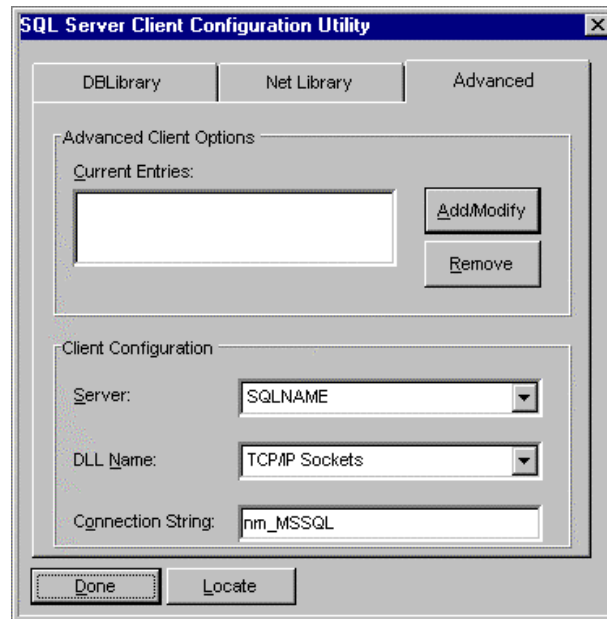 SQL Server Client Configuration Utility
DBLibrary
Net Library
Advanced
Advanced Client Options
Current Entries:
Add/Modify
Remove
Client Configuration
Server: SQLNAME
DLL Name: TCP/IP Sockets
Connection String: nm_MSSQL
Done
Locate